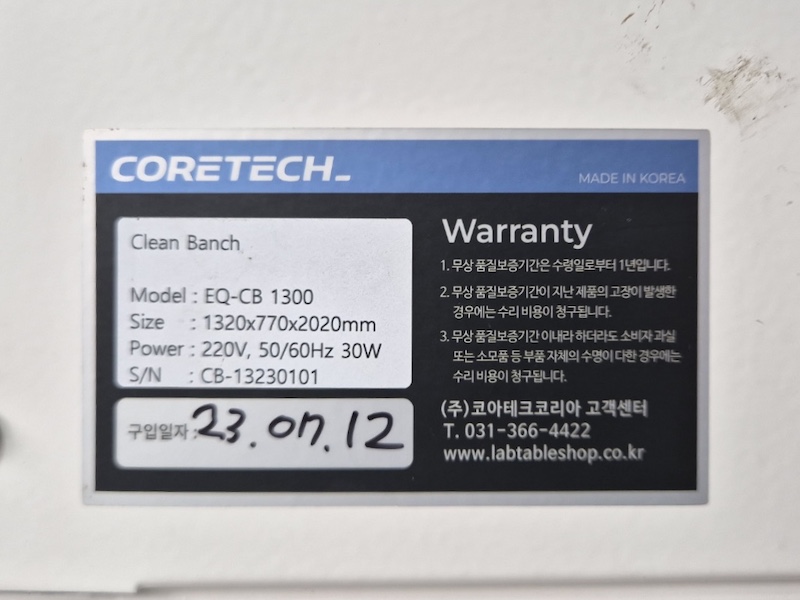 CORETECH_
MADE IN KOREA
Clean Banch
Model : EQ-CB 1300
Size : 1320x770x2020mm
Power : 220V, 50/60Hz 30W
S/N : CB-13230101
구입일자 : 23.07.12
Warranty
1. 무상 품질보증기간은 수령일로부터 1년입니다.
2. 무상 품질보증기간이 지난 제품의 고장이 발생한
경우에는 수리 비용이 청구됩니다.
3. 무상 품질보증기간 이내라 하더라도 소비자 과실
또는 소모품 등 부품 자체의 수명이 다한 경우에는
수리 비용이 청구됩니다.
(주)코아테크코리아 고객센터
T. 031-366-4422
www.labtableshop.co.kr